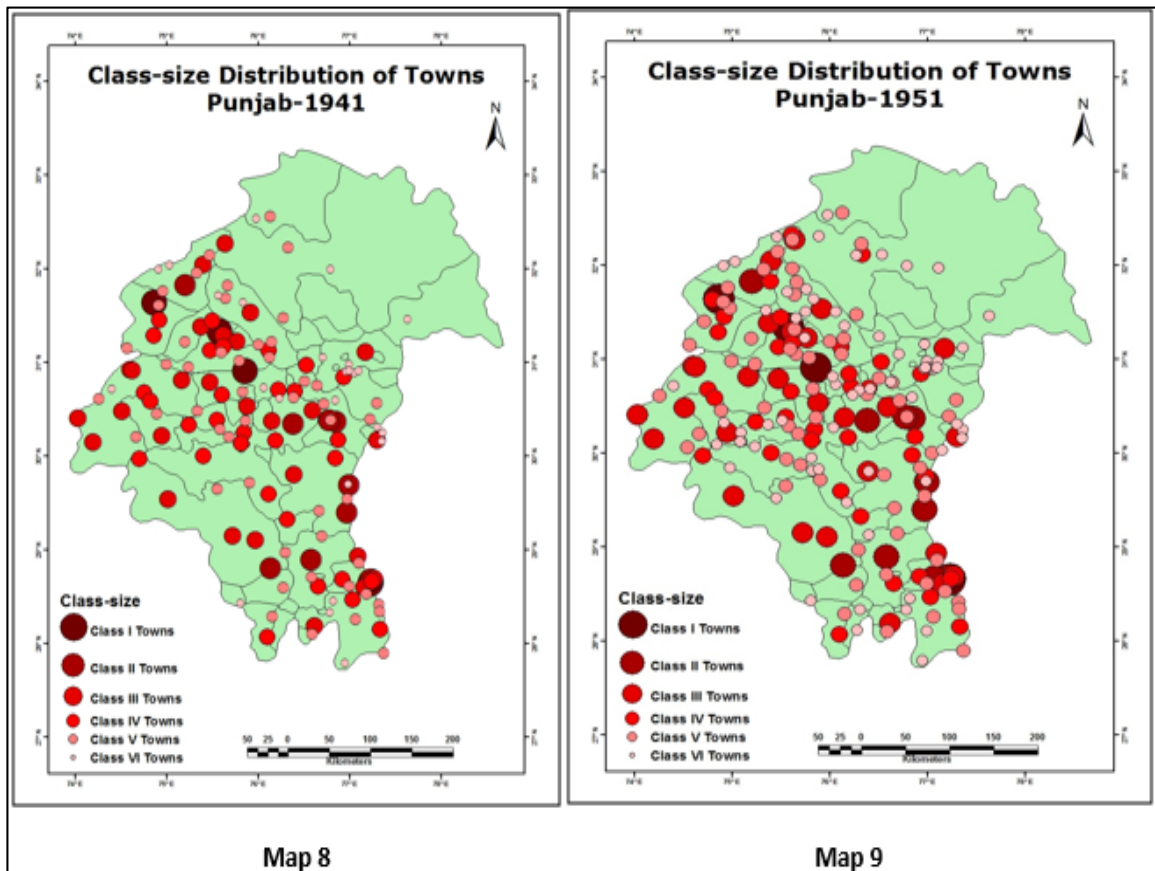 Class-size Distribution of Towns
Punjab-1941
N
Class-size
Class I Towns
Class II Towns
Class III Towns
Class IV Towns
Class V Towns
Class VI Towns
50 25 0 50 100 150 200
Kilometers
Map 8
Class-size Distribution of Towns
Punjab-1951
N
Class-size
Class I Towns
Class II Towns
Class III Towns
Class IV Towns
Class V Towns
Class VI Towns
50 25 0 50 100 150 200
Kilometers
Map 9